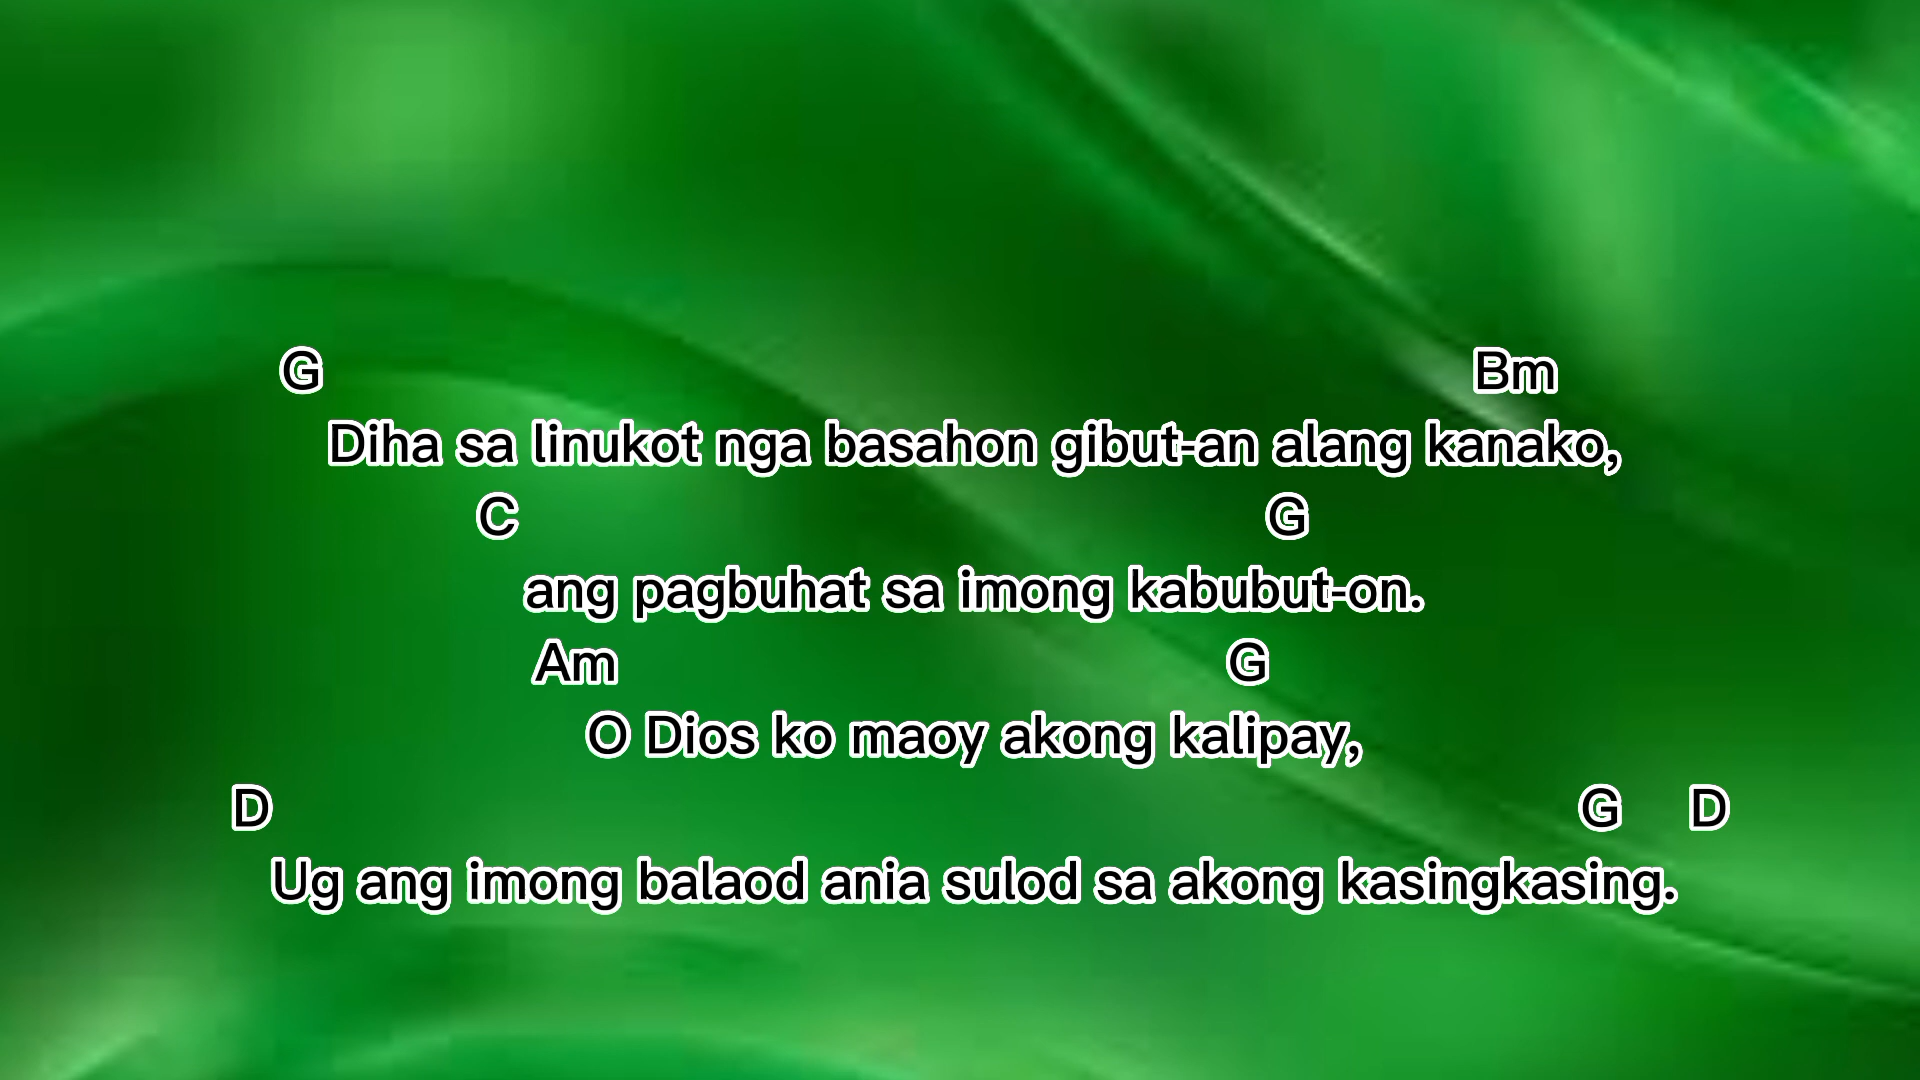 G Bm
Diha sa linukot nga basahon gibut-an alang kanako,
C G
ang pagbuhat sa imong kabubut-on.
Am G
O Dios ko maoy akong kalipay,
D G D
Ug ang imong balaod ania sulod sa akong kasingkasing.